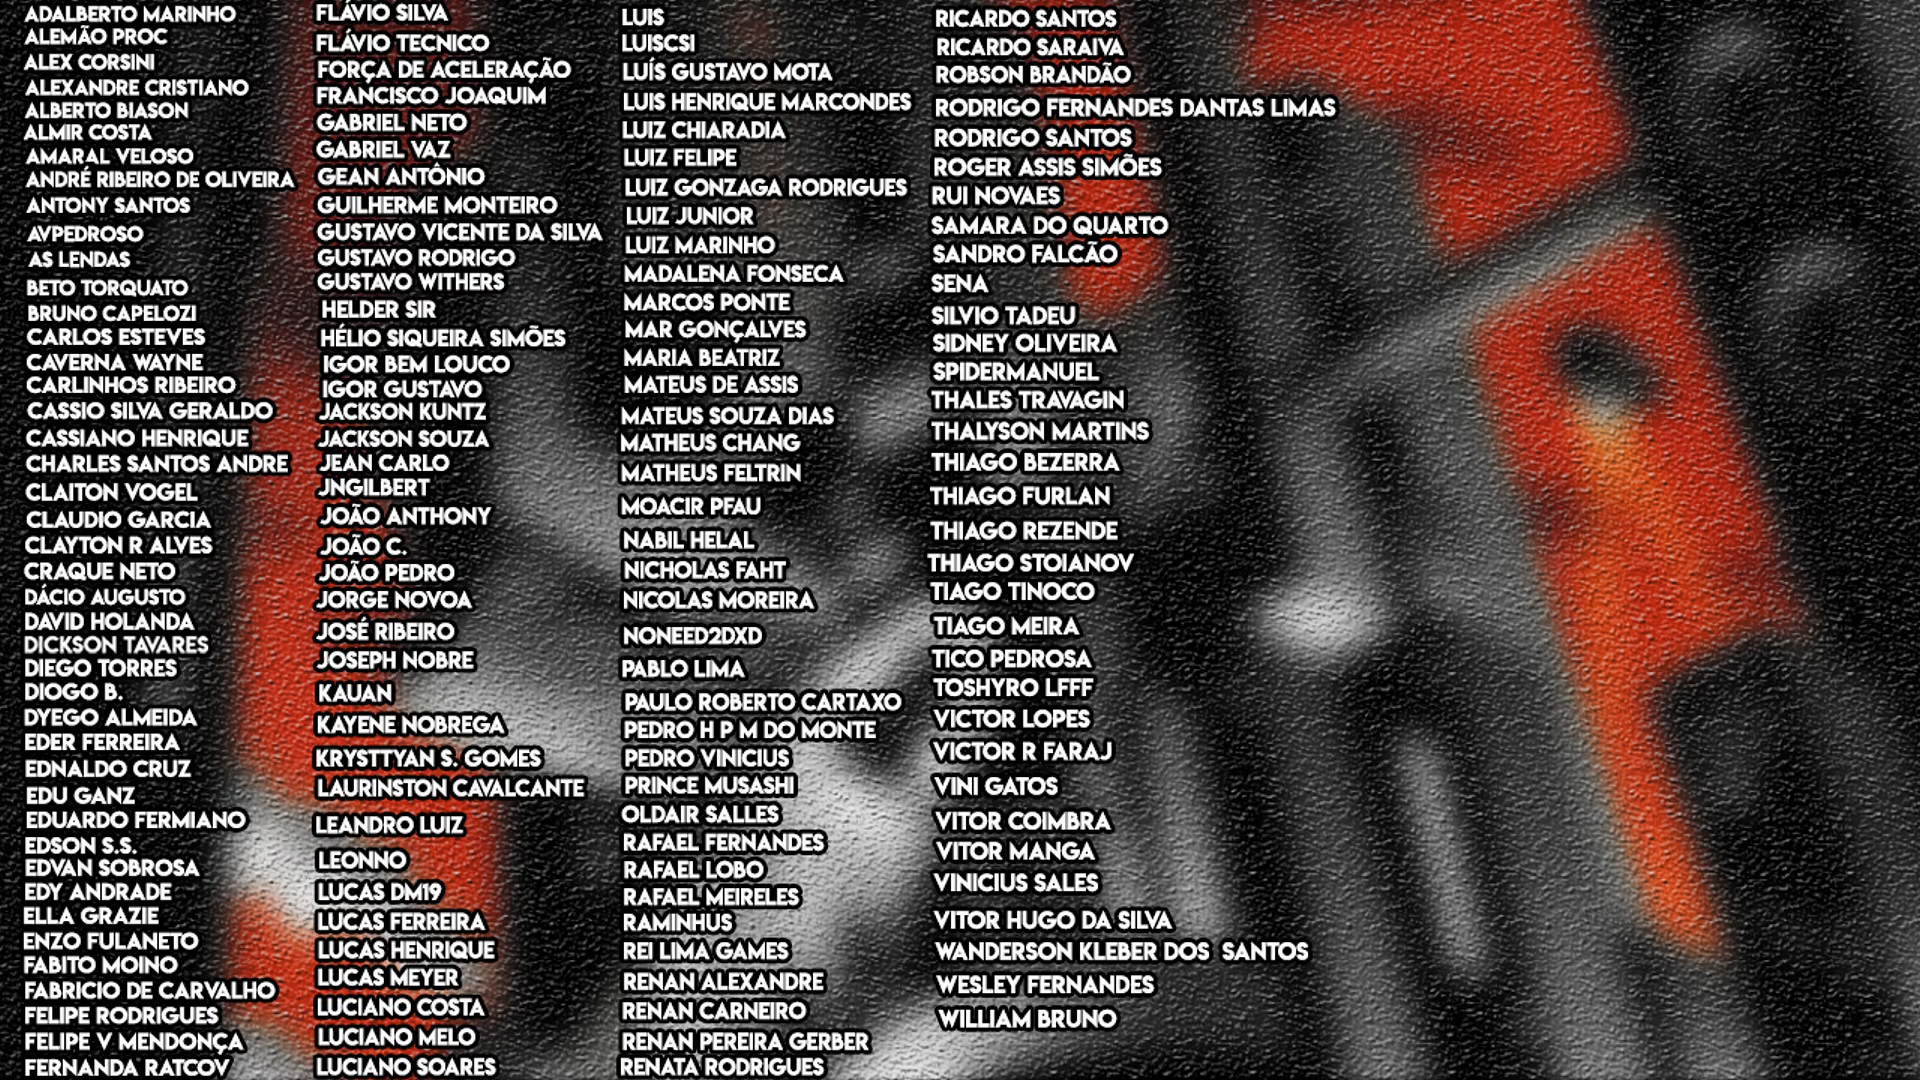 ADALBERTO MARINHO
ALEMÃO PROC
ALEX CORSINI
ALEXANDRE CRISTIANO
ALBERTO BIASON
ALMIR COSTA
AMARAL VELOSO
ANDRÉ RIBEIRO DE OLIVEIRA
ANTONY SANTOS
AVPEDROSO
AS LENDAS
BETO TORQUATO
BRUNO CAPELOZI
CARLOS ESTEVES
CAVERNA WAYNE
CARLINHOS RIBEIRO
CASSIO SILVA GERALDO
CASSIANO HENRIQUE
CHARLES SANTOS ANDRE
CLAITON VOGEL
CLAUDIO GARCIA
CLAYTON R ALVES
CRAQUE NETO
DÁCIO AUGUSTO
DAVID HOLANDA
DICKSON TAVARES
DIEGO TORRES
DIOGO B.
DYEGO ALMEIDA
EDER FERREIRA
EDNALDO CRUZ
EDU GANZ
EDUARDO FERMIANO
EDSON S.S.
EDVAN SOBROSA
EDY ANDRADE
ELLA GRAZIE
ENZO FULANETO
FABITO MOINO
FABRICIO DE CARVALHO
FELIPE RODRIGUES
FELIPE V MENDONÇA
FERNANDA RATCOV
FLÁVIO SILVA
FLÁVIO TECNICO
FORÇA DE ACELERAÇÃO
FRANCISCO JOAQUIM
GABRIEL NETO
GABRIEL VAZ
GEAN ANTÔNIO
GUILHERME MONTEIRO
GUSTAVO VICENTE DA SILVA
GUSTAVO RODRIGO
GUSTAVO WITHERS
HELDER SIR
HÉLIO SIQUEIRA SIMÕES
IGOR BEM LOUCO
IGOR GUSTAVO
JACKSON KUNTZ
JACKSON SOUZA
JEAN CARLO
JNGILBERT
JOÃO ANTHONY
JOÃO C.
JOÃO PEDRO
JORGE NOVOA
JOSÉ RIBEIRO
JOSEPH NOBRE
KAUAN
KAYENE NOBREGA
KRYSTTYAN S. GOMES
LAURINSTON CAVALCANTE
LEANDRO LUIZ
LEONNO
LUCAS DM19
LUCAS FERREIRA
LUCAS HENRIQUE
LUCAS MEYER
LUCIANO COSTA
LUCIANO MELO
LUCIANO SOARES
LUIS
LUISCSI
LUÍS GUSTAVO MOTA
LUIS HENRIQUE MARCONDES
LUIZ CHIARADIA
LUIZ FELIPE
LUIZ GONZAGA RODRIGUES
LUIZ JUNIOR
LUIZ MARINHO
MADALENA FONSECA
MARCOS PONTE
MAR GONÇALVES
MARIA BEATRIZ
MATEUS DE ASSIS
MATEUS SOUZA DIAS
MATHEUS CHANG
MATHEUS FELTRIN
MOACIR PFAU
NABIL HELAL
NICHOLAS FAHT
NICOLAS MOREIRA
NONEED2DXD
PABLO LIMA
PAULO ROBERTO CARTAXO
PEDRO H P M DO MONTE
PEDRO VINICIUS
PRINCE MUSASHI
OLDAIR SALLES
RAFAEL FERNANDES
RAFAEL LOBO
RAFAEL MEIRELES
RAMINHUS
REI LIMA GAMES
RENAN ALEXANDRE
RENAN CARNEIRO
RENAN PEREIRA GERBER
RENATA RODRIGUES
RICARDO SANTOS
RICARDO SARAIVA
ROBSON BRANDÃO
RODRIGO FERNANDES DANTAS LIMAS
RODRIGO SANTOS
ROGER ASSIS SIMÕES
RUI NOVAES
SAMARA DO QUARTO
SANDRO FALCÃO
SENA
SILVIO TADEU
SIDNEY OLIVEIRA
SPIDERMANUEL
THALES TRAVAGIN
THALYSON MARTINS
THIAGO BEZERRA
THIAGO FURLAN
THIAGO REZENDE
THIAGO STOIANOV
TIAGO TINOCO
TIAGO MEIRA
TICO PEDROSA
TOSHYRO LFFF
VICTOR LOPES
VICTOR R FARAJ
VINI GATOS
VITOR COIMBRA
VITOR MANGA
VINICIUS SALES
VITOR HUGO DA SILVA
WANDERSON KLEBER DOS  SANTOS
WESLEY FERNANDES
WILLIAM BRUNO